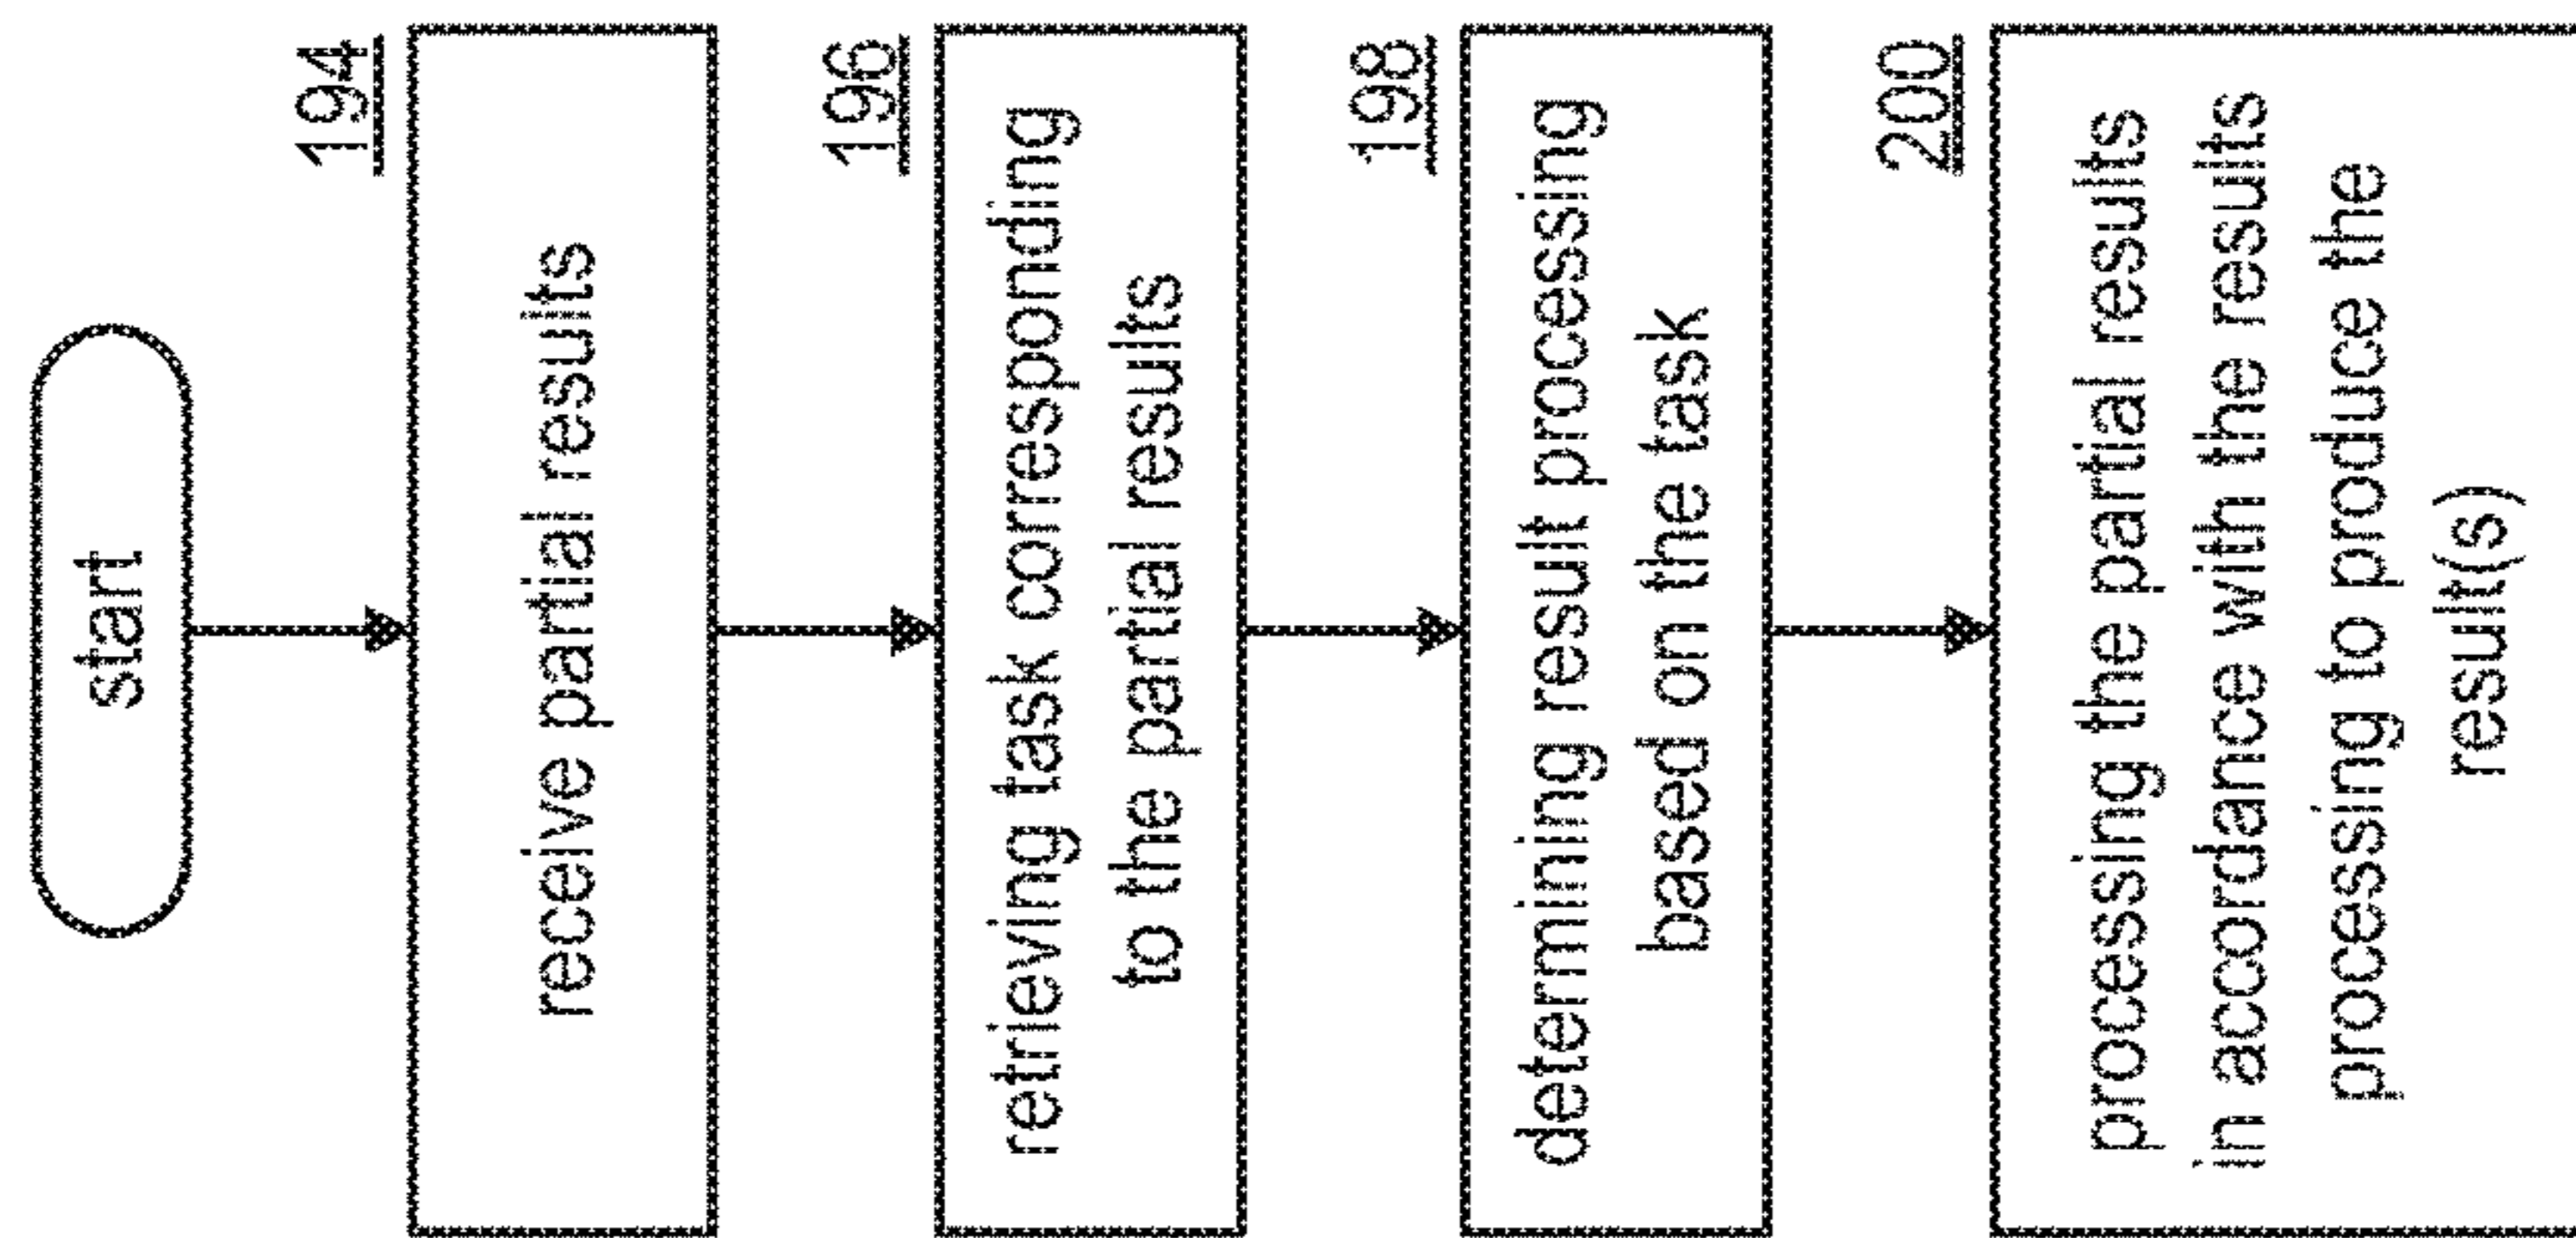 start
194
receive partial results
196
retrieving task corresponding
to the partial results
198
determining result processing
based on the task
200
processing the partial results
in accordance with the results
processing to produce the
result(s)